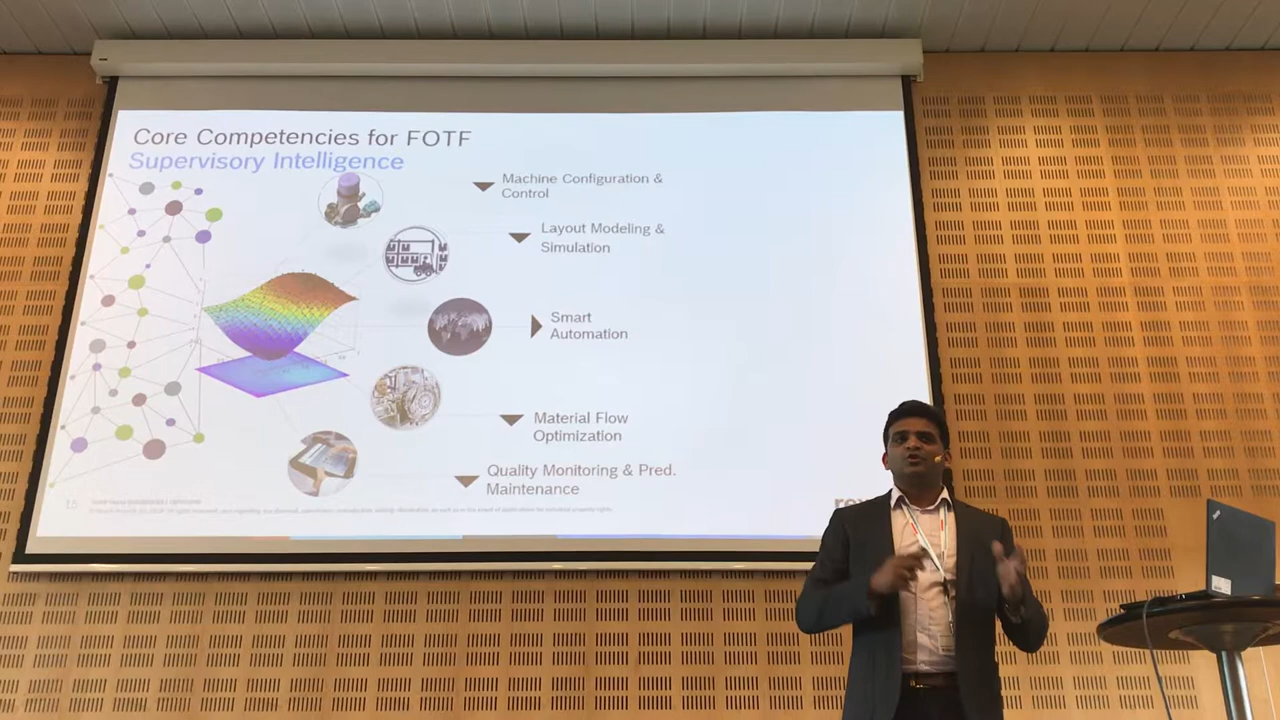 Core Competencies for FOTF
Supervisory Intelligence
Machine Configuration &
Control
Layout Modeling &
Simulation
Smart
Automation
Material Flow
Optimization
Quality Monitoring & Pred.
Maintenance
16